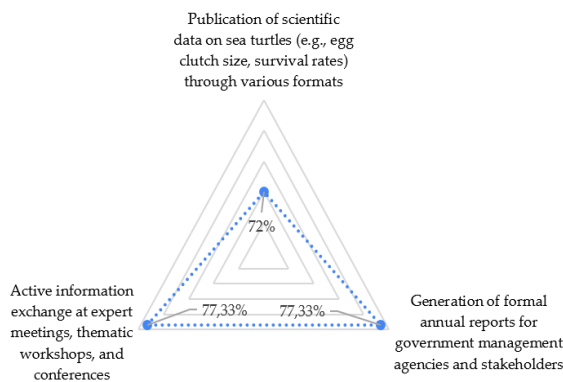 Publication of scientific
data on sea turtles (e.g., egg
clutch size, survival rates)
through various formats
72%
77,33%
77,33%
Active information
exchange at expert
meetings, thematic
workshops, and
conferences
Generation of formal
annual reports for
government management
agencies and stakeholders